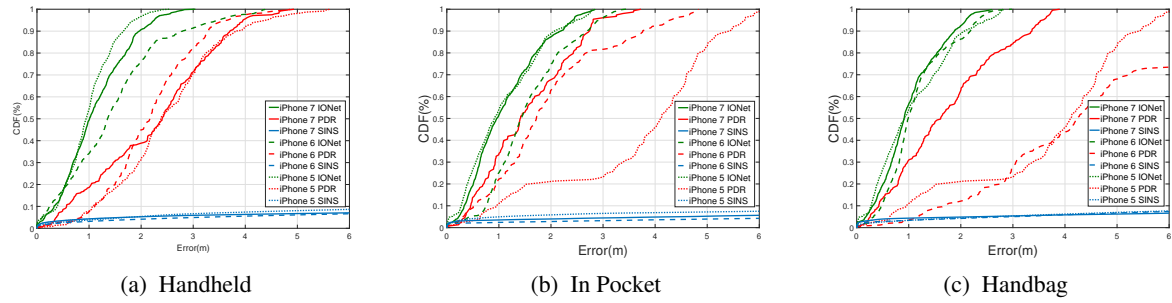 1
0.9
0.8
0.7
0.6
0.5
0.4
0.3
0.2
0.1
0
CDF(%)
iPhone 7 IONet
iPhone 7 PDR
iPhone 7 SINS
iPhone 6 IONet
iPhone 6 PDR
iPhone 6 SINS
iPhone 5 IONet
iPhone 5 PDR
iPhone 5 SINS
0 1 2 3 4 5 6
Error(m)
(a) Handheld
1
0.9
0.8
0.7
0.6
0.5
0.4
0.3
0.2
0.1
0
CDF(%)
iPhone 7 IONet
iPhone 7 PDR
iPhone 7 SINS
iPhone 6 IONet
iPhone 6 PDR
iPhone 6 SINS
iPhone 5 IONet
iPhone 5 PDR
iPhone 5 SINS
0 1 2 3 4 5 6
Error(m)
(b) In Pocket
1
0.9
0.8
0.7
0.6
0.5
0.4
0.3
0.2
0.1
0
CDF(%)
iPhone 7 IONet
iPhone 7 PDR
iPhone 7 SINS
iPhone 6 IONet
iPhone 6 PDR
iPhone 6 SINS
iPhone 5 IONet
iPhone 5 PDR
iPhone 5 SINS
0 1 2 3 4 5 6
Error(m)
(c) Handbag